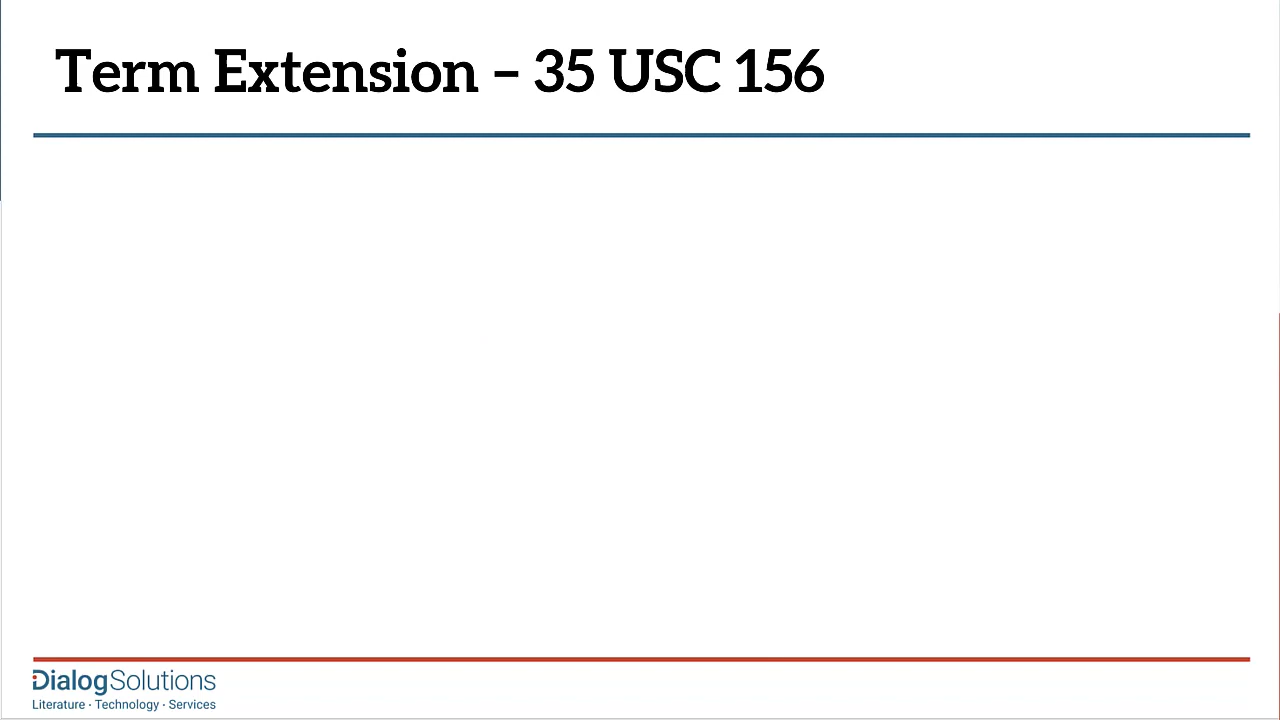 Term Extension – 35 USC 156
DialogSolutions
Literature · Technology · Services